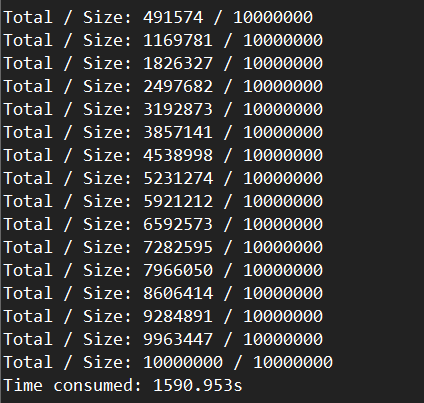 Total / Size: 491574 / 10000000
Total / Size: 1169781 / 10000000
Total / Size: 1826327 / 10000000
Total / Size: 2497682 / 10000000
Total / Size: 3192873 / 10000000
Total / Size: 3857141 / 10000000
Total / Size: 4538998 / 10000000
Total / Size: 5231274 / 10000000
Total / Size: 5921212 / 10000000
Total / Size: 6592573 / 10000000
Total / Size: 7282595 / 10000000
Total / Size: 7966050 / 10000000
Total / Size: 8606414 / 10000000
Total / Size: 9284891 / 10000000
Total / Size: 9963447 / 10000000
Total / Size: 10000000 / 10000000
Time consumed: 1590.953s